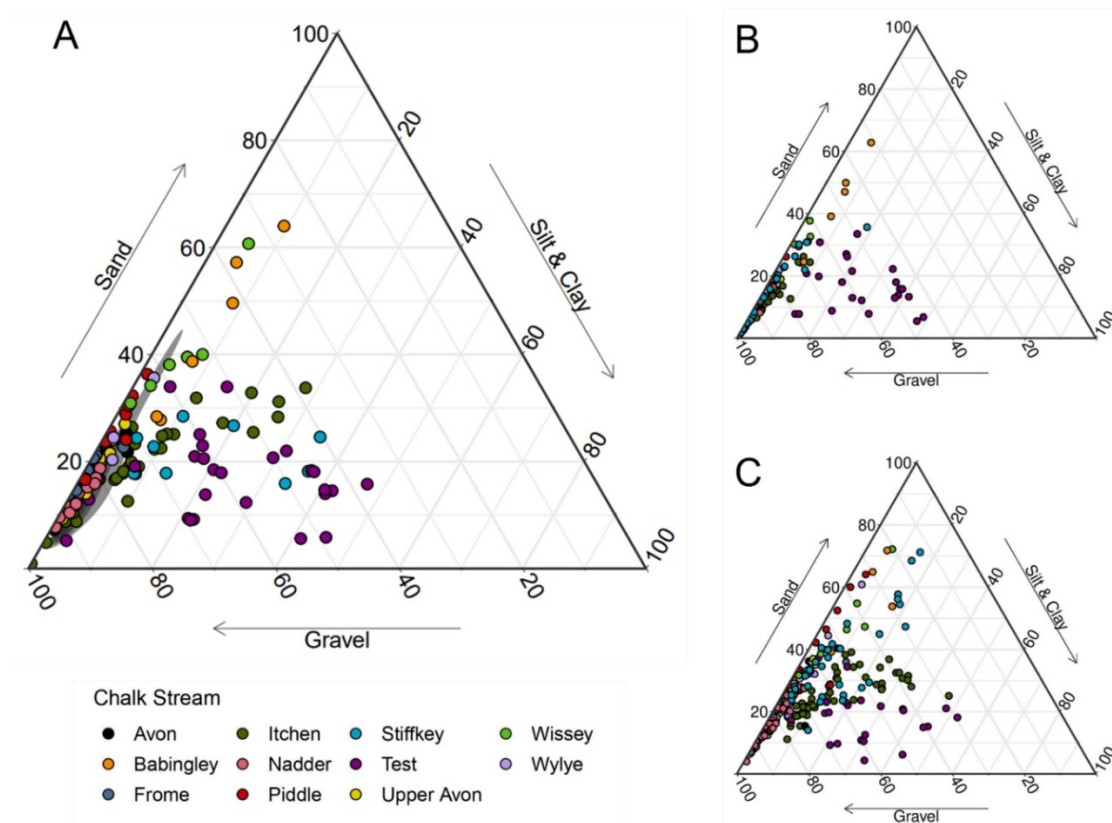 A
100
80
60
40
20
20
40
60
80
100
100
80
60
40
20
Sand
Silt & Clay
Gravel
B
100
80
60
40
20
20
40
60
80
100
100
80
60
40
20
Sand
Silt & Clay
Gravel
C
100
80
60
40
20
20
40
60
80
100
100
80
60
40
20
Sand
Silt & Clay
Gravel
Chalk Stream
Avon Itchen Stiffkey Wissey
Babingley Nadder Test Wylye
Frome Piddle Upper Avon